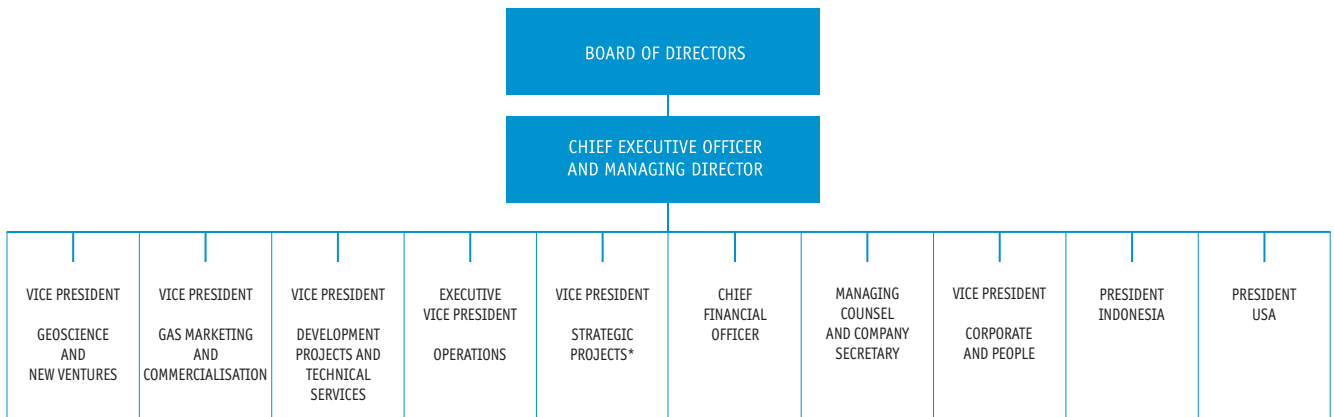 BOARD OF DIRECTORS
CHIEF EXECUTIVE OFFICER
AND MANAGING DIRECTOR
VICE PRESIDENT
GEOSCIENCE
AND
NEW VENTURES
VICE PRESIDENT
GAS MARKETING
AND
COMMERCIALISATION
VICE PRESIDENT
DEVELOPMENT
PROJECTS AND
TECHNICAL
SERVICES
EXECUTIVE
VICE PRESIDENT
OPERATIONS
VICE PRESIDENT
STRATEGIC
PROJECTS*
CHIEF
FINANCIAL
OFFICER
MANAGING
COUNSEL
AND COMPANY
SECRETARY
VICE PRESIDENT
CORPORATE
AND PEOPLE
PRESIDENT
INDONESIA
PRESIDENT
USA